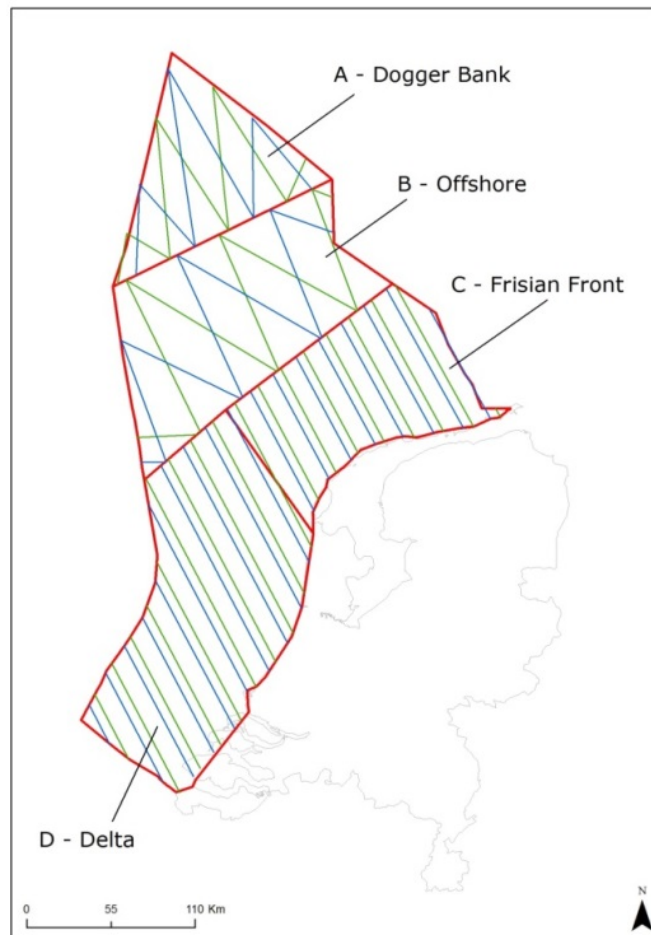 A - Dogger Bank
B - Offshore
C - Frisian Front
D - Delta
0 55 110 Km
N